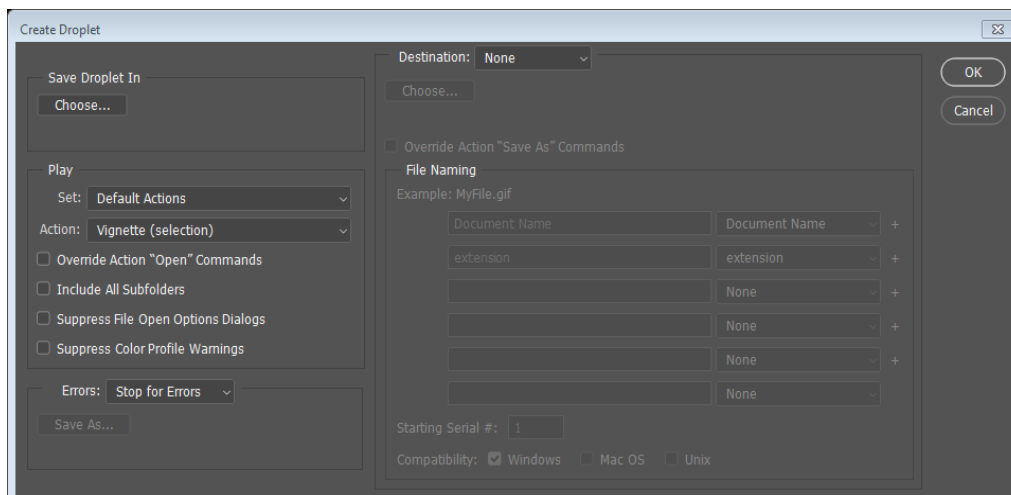 Create Droplet
Save Droplet In
Choose...
Play
Set: Default Actions
Action: Vignette (selection)
Override Action “Open” Commands
Include All Subfolders
Suppress File Open Options Dialogs
Suppress Color Profile Warnings
Errors: Stop for Errors
Save As...
Destination: None
Choose...
Override Action “Save As” Commands
File Naming
Example: MyFile.gif
Document Name Document Name +
extension extension +
None +
None +
None +
None
Starting Serial #: 1
Compatibility: Windows Mac OS Unix
OK
Cancel